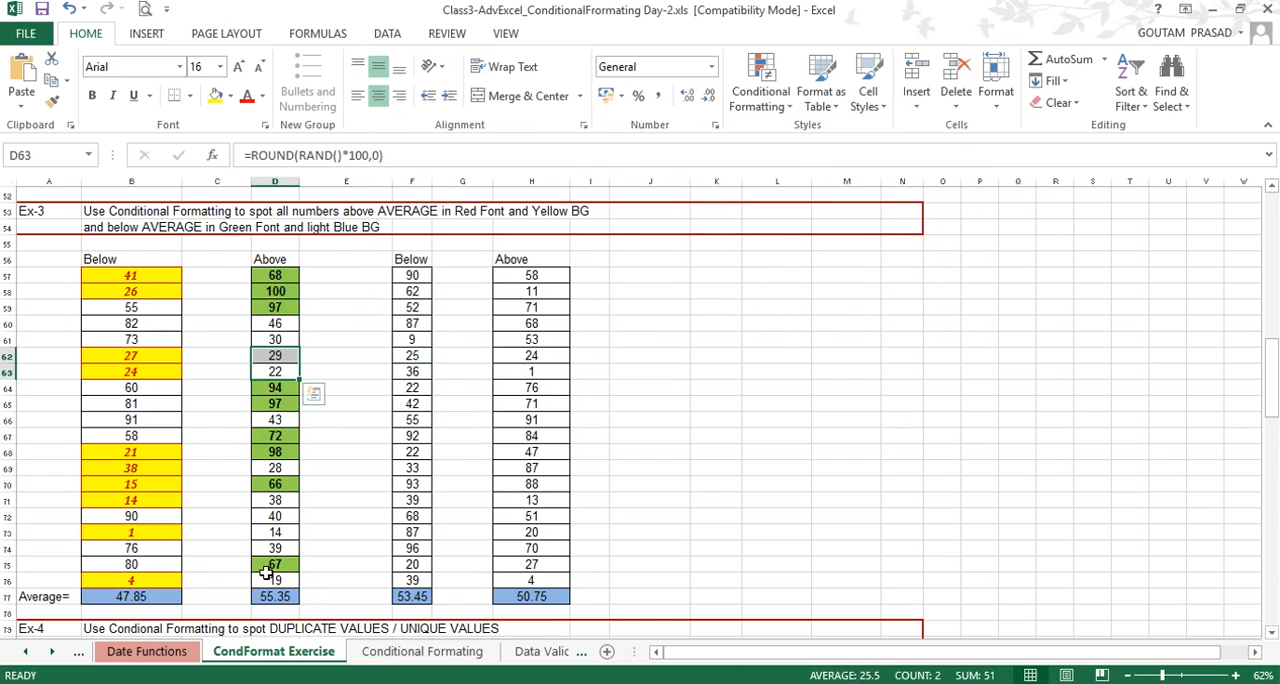 Class3-AdvExcel_ConditionalFrormating Day-2.xls [Compatibility Mode] - Excel
FILE HOME INSERT PAGE LAYOUT FORMULAS DATA REVIEW VIEW GOUTAM PRASAD
Paste Arial 16 Wrap Text General AutoSum
Bullets and Numbering Merge & Center Conditional Formatting Format as Table Cell Styles Insert Delete Format Fill Clear Sort & Filter Find & Select
Clipboard Font New Group Alignment Number Styles Cells Editing
D63 =ROUND(RAND()*100,0)
A B C D E F G H I J K L M N O P Q R S T U V W
52
53 Ex-3 Use Conditional Formatting to spot all numbers above AVERAGE in Red Font and Yellow BG
54 and below AVERAGE in Green Font and light Blue BG
55
56 Below Above Below Above
57 41 68 90 58
58 26 100 62 11
59 55 97 52 71
60 82 46 87 68
61 73 30 9 53
62 27 29 25 24
63 24 22 36 1
64 60 94 22 76
65 81 97 42 71
66 91 43 55 91
67 58 72 92 84
68 21 98 22 47
69 38 28 33 87
70 15 66 93 88
71 14 38 39 13
72 90 40 68 51
73 1 14 87 20
74 76 39 96 70
75 80 67 20 27
76 4 19 39 4
77 Average= 47.85 55.35 53.45 50.75
78
79 Ex-4 Use Condional Formatting to spot DUPLICATE VALUES / UNIQUE VALUES
... Date Functions CondFormat Exercise Conditional Formatting Data Valic ...
READY AVERAGE: 25.5 COUNT: 2 SUM: 51 62%